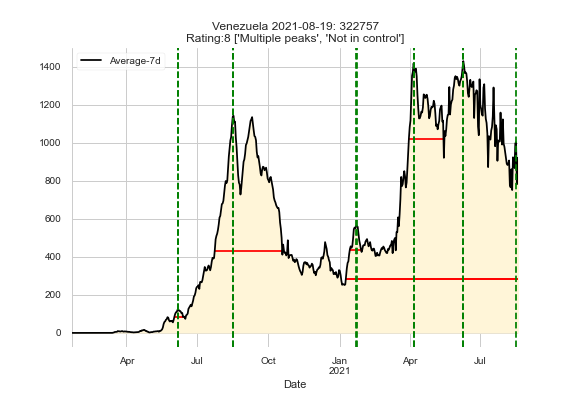 Venezuela 2021-08-19: 322757
Rating:8 ['Multiple peaks', 'Not in control']
Average-7d
1400
1200
1000
800
600
400
200
0
Apr Jul Oct Jan Apr Jul
2021
Date